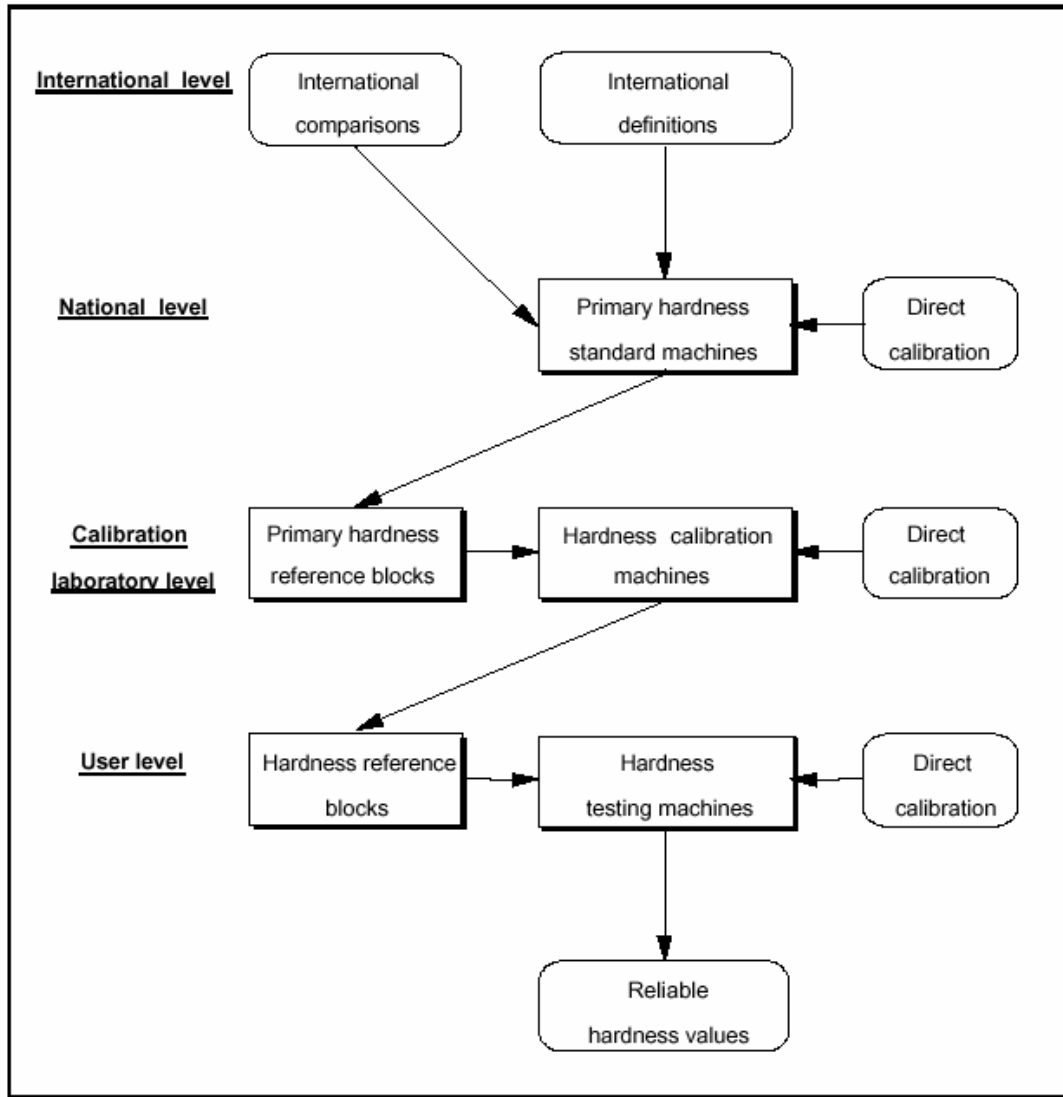 International level
International
comparisons
International
definitions
National level
Primary hardness
standard machines
Direct
calibration
Calibration
laboratory level
Primary hardness
reference blocks
Hardness calibration
machines
Direct
calibration
User level
Hardness reference
blocks
Hardness
testing machines
Direct
calibration
Reliable
hardness values